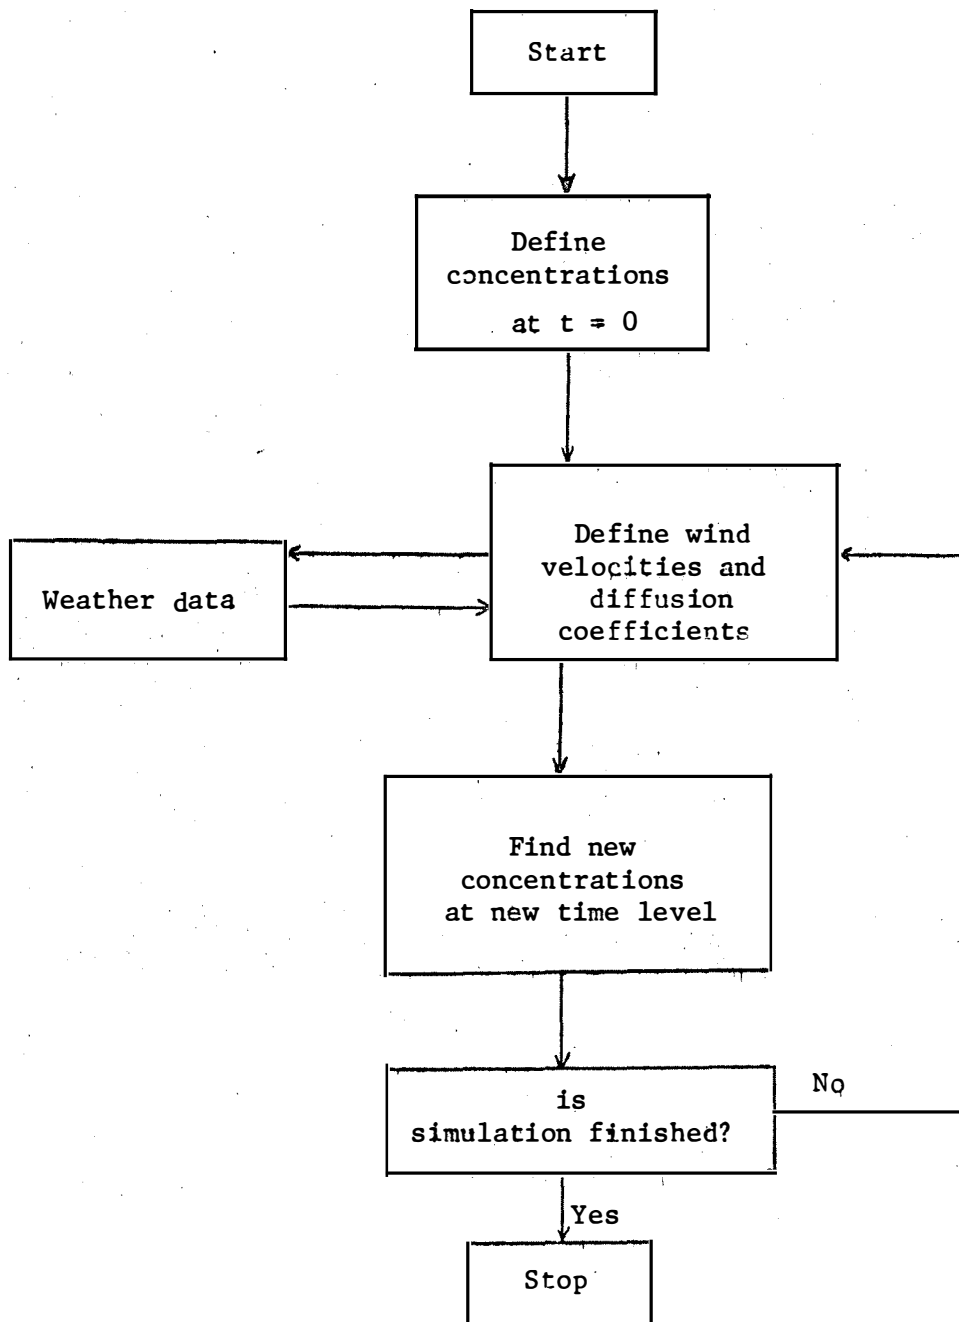 Start
Define
concentrations
at t = 0
Define wind
velocities and
diffusion
coefficients
Weather data
Find new
concentrations
at new time level
is
simulation finished?
No
Yes
Stop